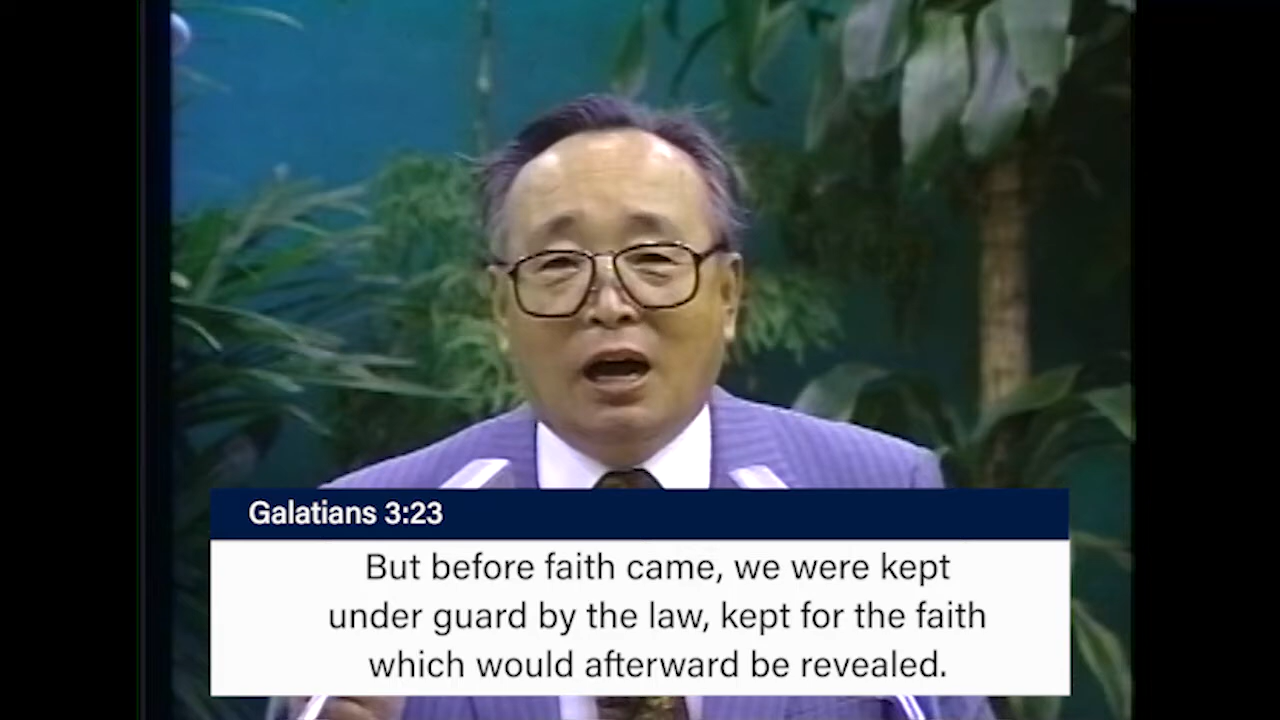 Galatians 3:23
But before faith came, we were kept
under guard by the law, kept for the faith
which would afterward be revealed.